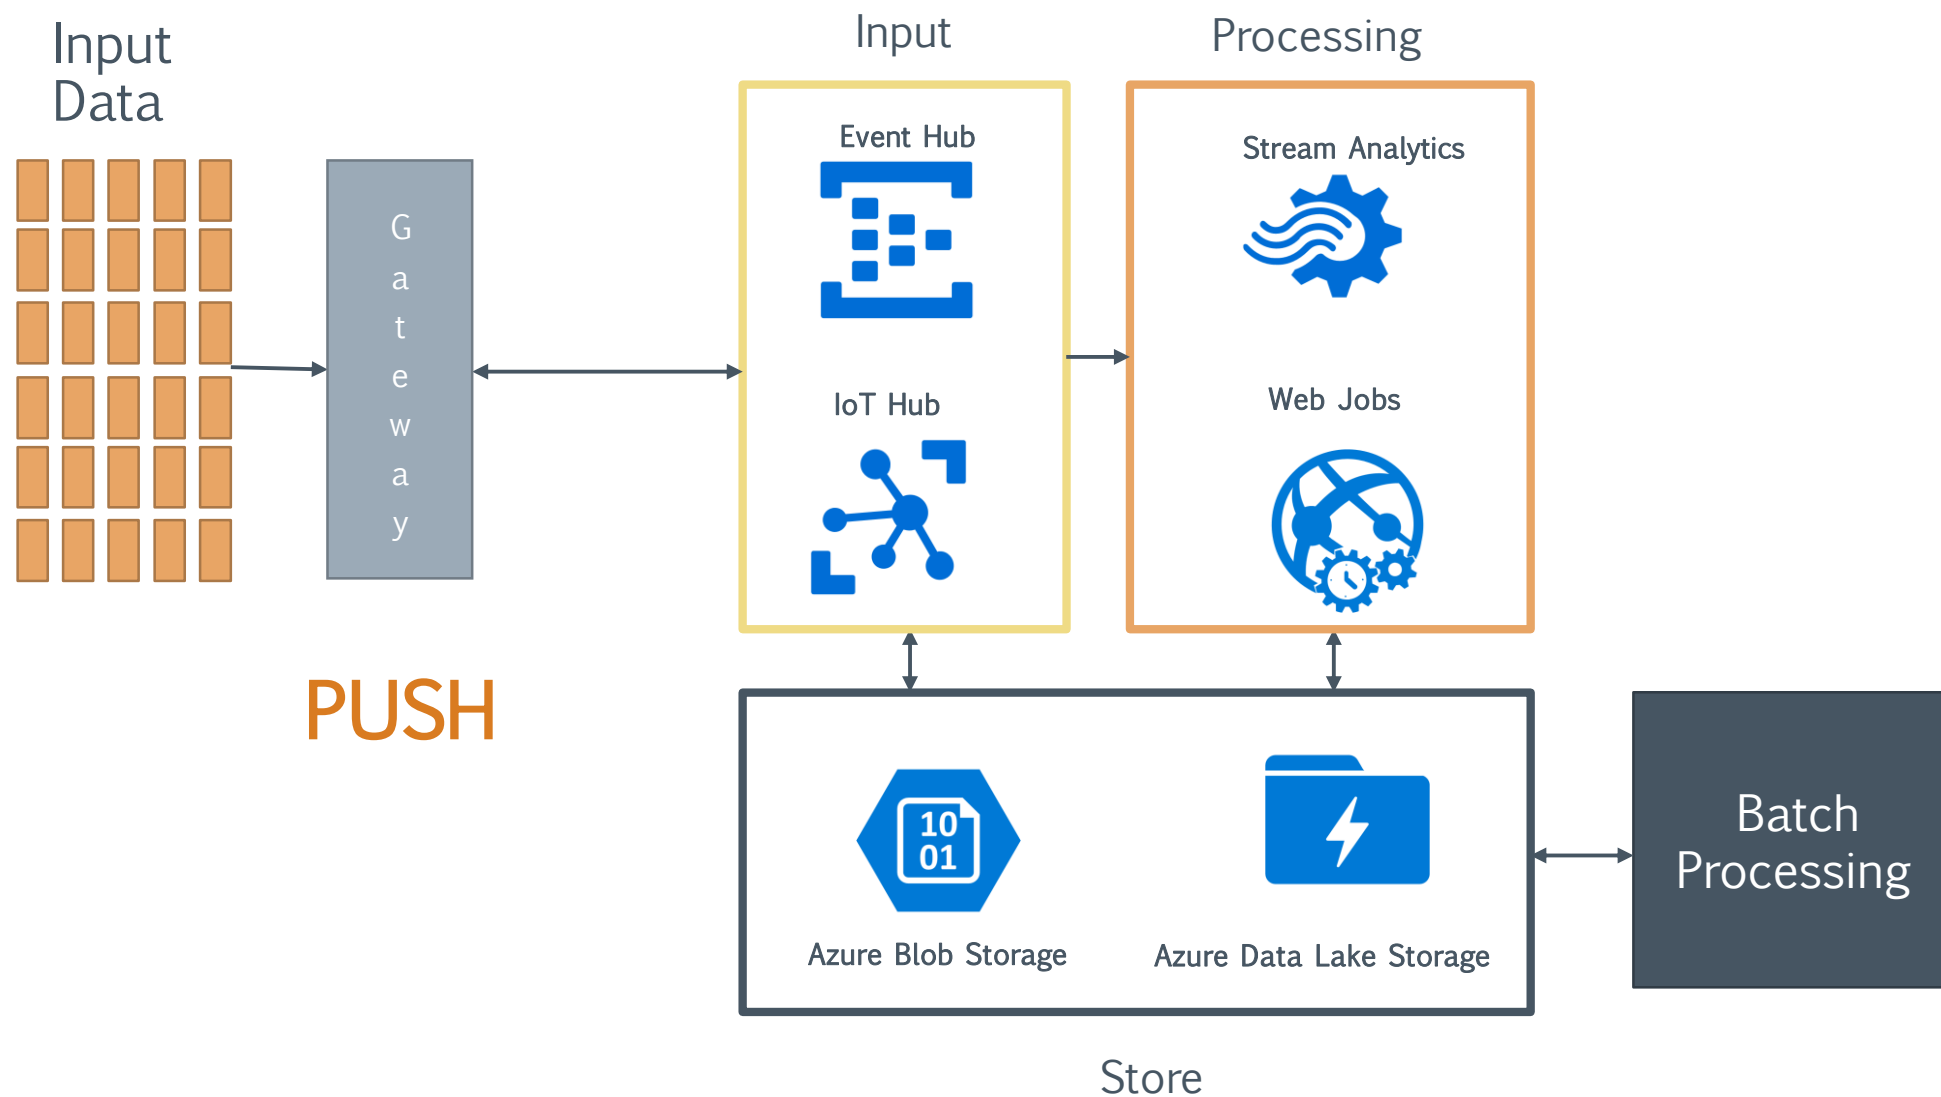 Input
Data
Gateway
PUSH
Input
Event Hub
IoT Hub
Processing
Stream Analytics
Web Jobs
10
01
Azure Blob Storage
Azure Data Lake Storage
Store
Batch
Processing